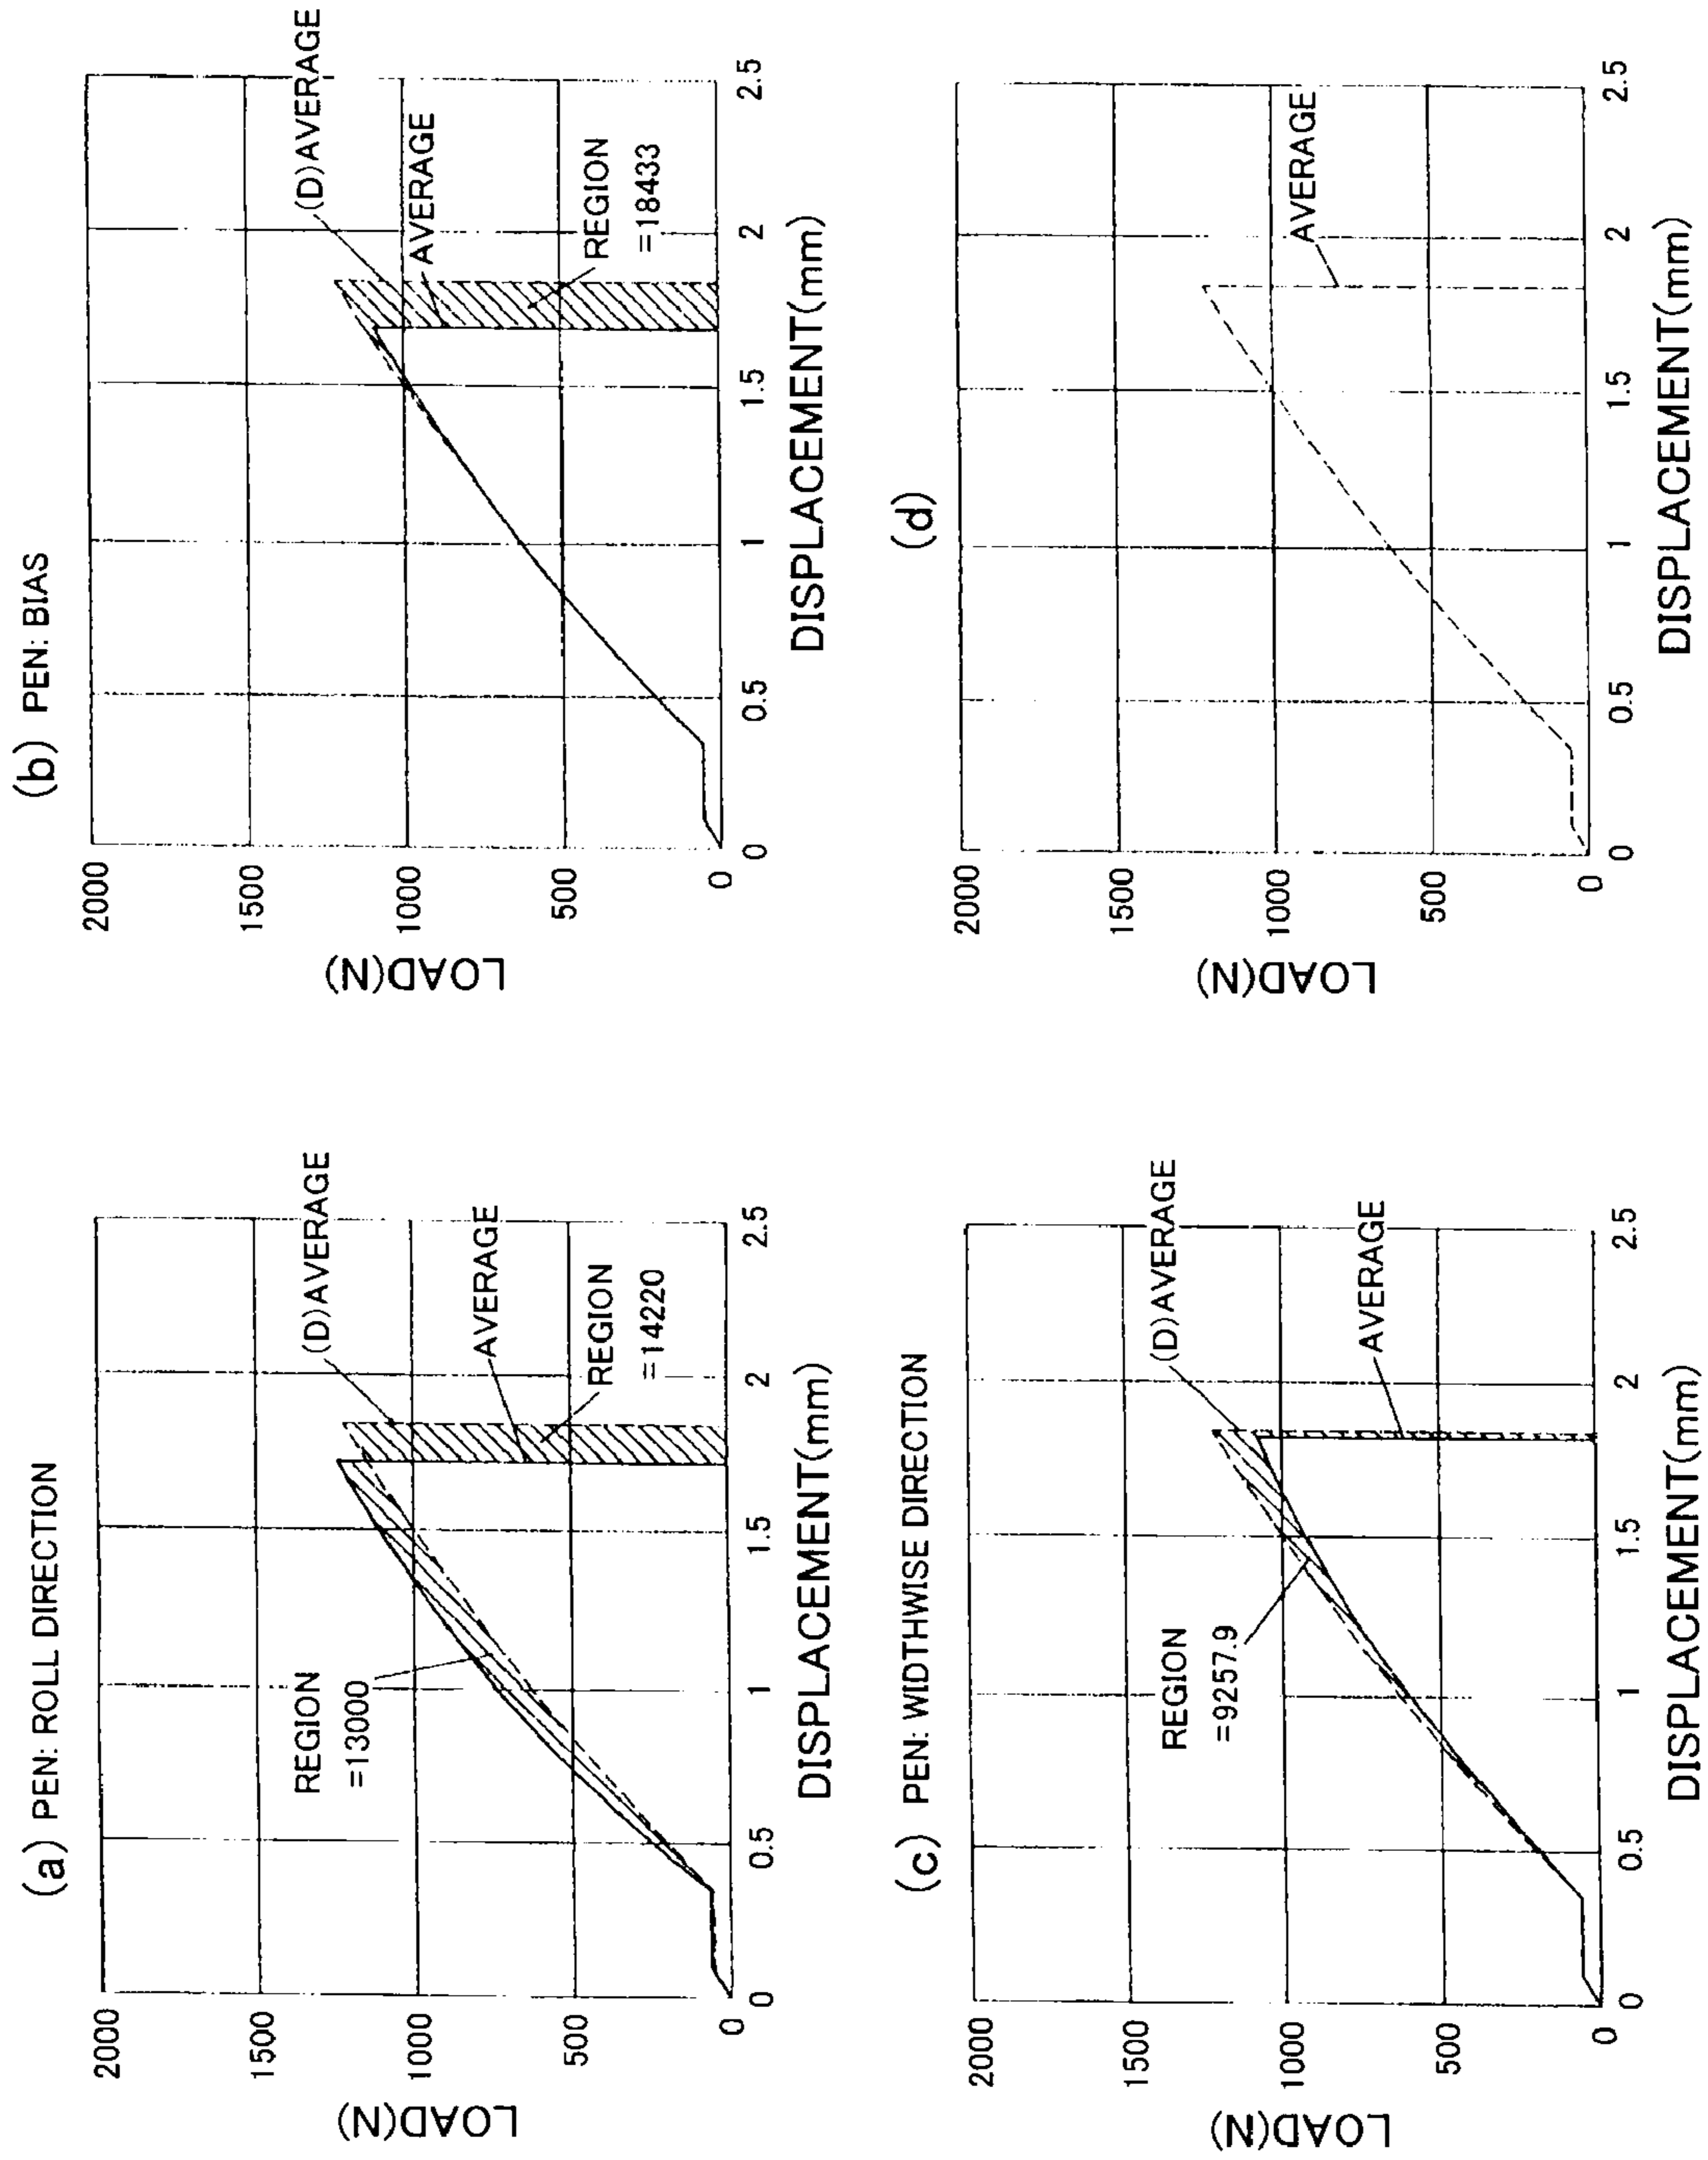 (a) PEN: ROLL DIRECTION
LOAD(N)
2000
1500
1000
500
0
0 0.5 1 1.5 2 2.5
DISPLACEMENT(mm)
REGION
=13000
(D)AVERAGE
AVERAGE
REGION
=14220
(b) PEN: BIAS
LOAD(N)
2000
1500
1000
500
0
0 0.5 1 1.5 2 2.5
DISPLACEMENT(mm)
(D)AVERAGE
AVERAGE
REGION
=18433
(c) PEN: WIDTHWISE DIRECTION
LOAD(N)
2000
1500
1000
500
0
0 0.5 1 1.5 2 2.5
DISPLACEMENT(mm)
REGION
=9257.9
(D)AVERAGE
AVERAGE
(d)
LOAD(N)
2000
1500
1000
500
0
0 0.5 1 1.5 2 2.5
DISPLACEMENT(mm)
AVERAGE